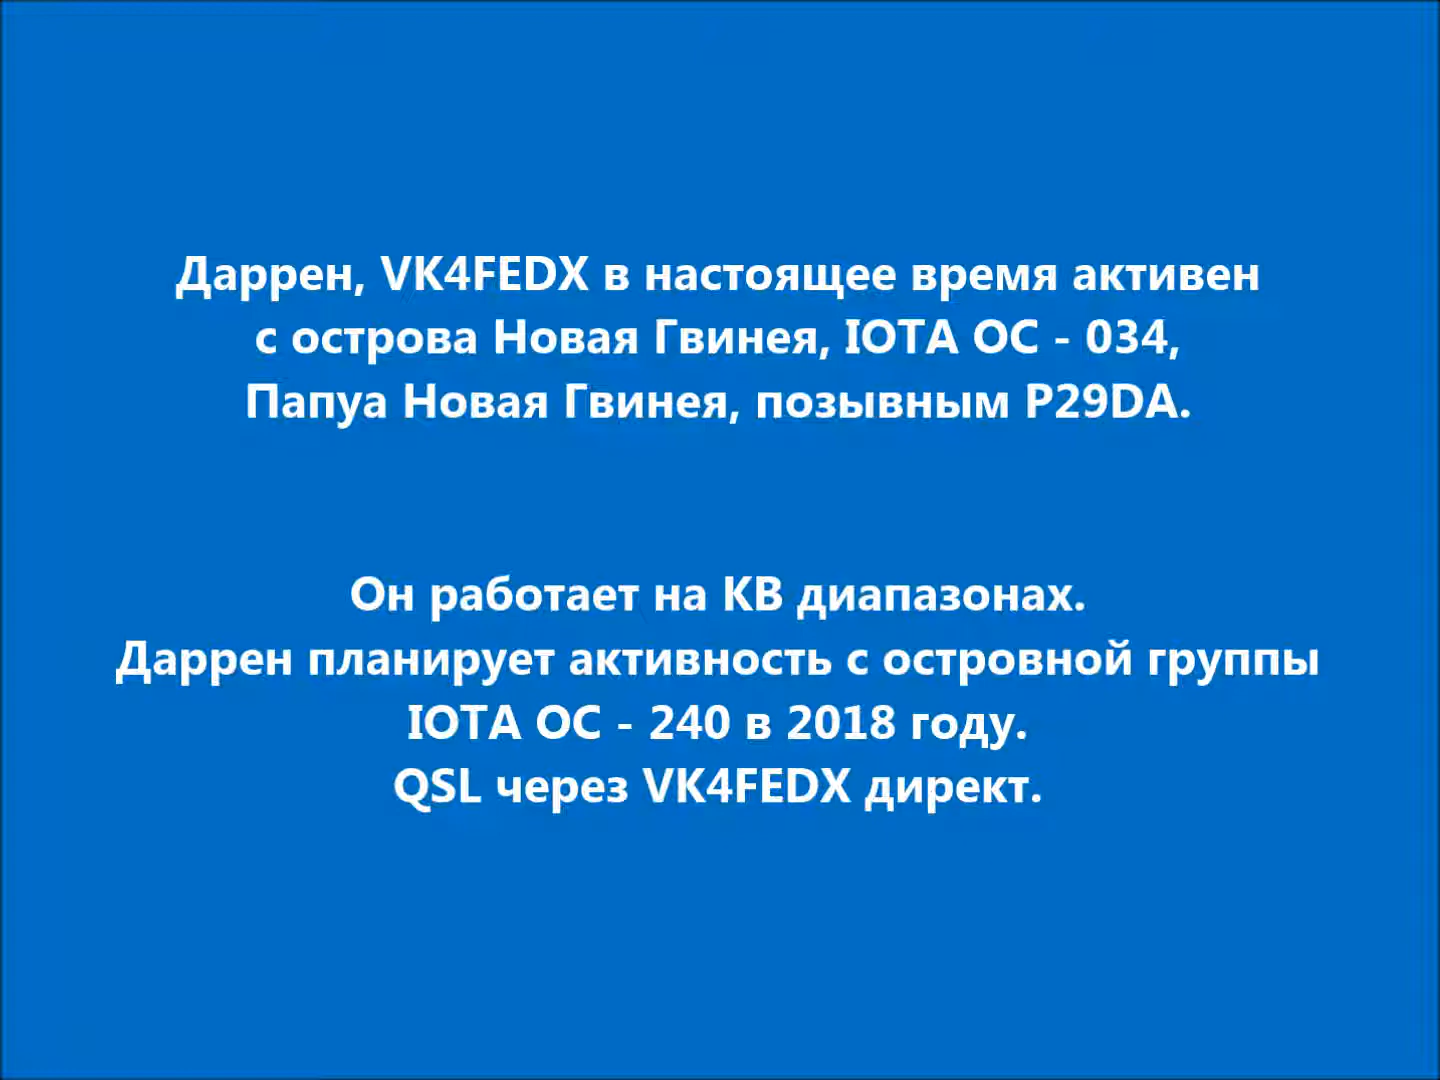 Даррен, VK4FEDX в настоящее время активен
с острова Новая Гвинея, IOTA OC - 034,
Папуа Новая Гвинея, позывным P29DA.
Он работает на КВ диапазонах.
Даррен планирует активность с островной группы
IOTA OC - 240 в 2018 году.
QSL через VK4FEDX директ.